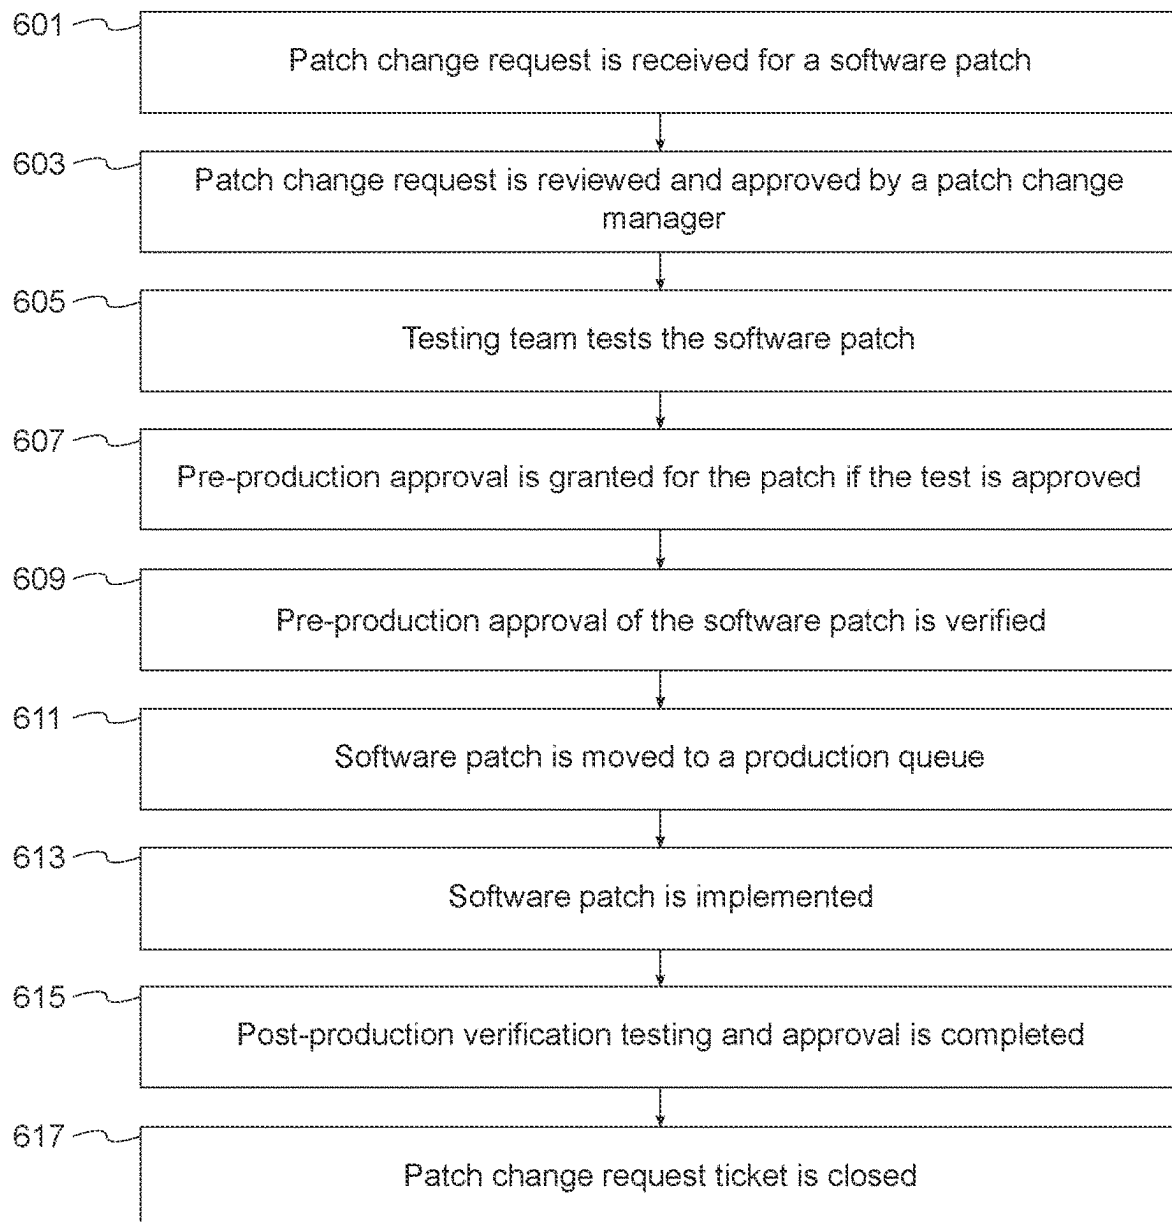 601
Patch change request is received for a software patch
603
Patch change request is reviewed and approved by a patch change
manager
605
Testing team tests the software patch
607
Pre-production approval is granted for the patch if the test is approved
609
Pre-production approval of the software patch is verified
611
Software patch is moved to a production queue
613
Software patch is implemented
615
Post-production verification testing and approval is completed
617
Patch change request ticket is closed